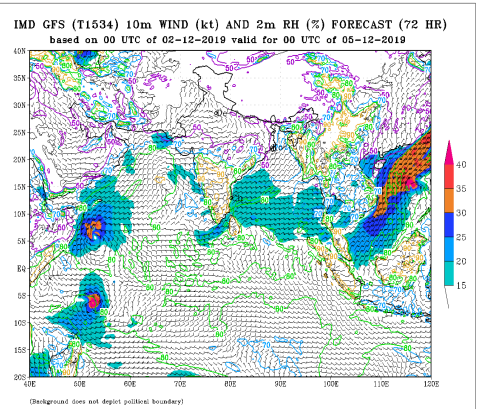 IMD GFS (T1534) 10m WIND (kt) AND 2m RH (%) FORECAST (72 HR)
based on 00 UTC of 02-12-2019 valid for 00 UTC of 05-12-2019
40N
35N
30N
25N
20N
15N
10N
5N
EQ
5S
10S
15S
20S
40E 50E 60E 70E 80E 90E 100E 110E 120E
40
35
30
25
20
15
(Background does not depict political boundary)